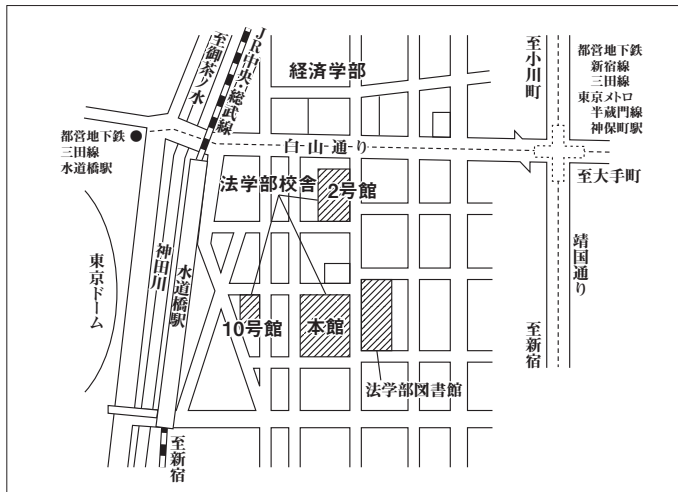 至御茶ノ水
JR中央・総武線
経済学部
至小川町
都営地下鉄
新宿線
三田線
東京メトロ
半蔵門線
神保町駅
都営地下鉄
三田線
水道橋駅
白山通り
至大手町
法学部校舎
2号館
東京ドーム
神田川
水道橋駅
靖国通り
10号館
本館
至新宿
法学部図書館
至新宿